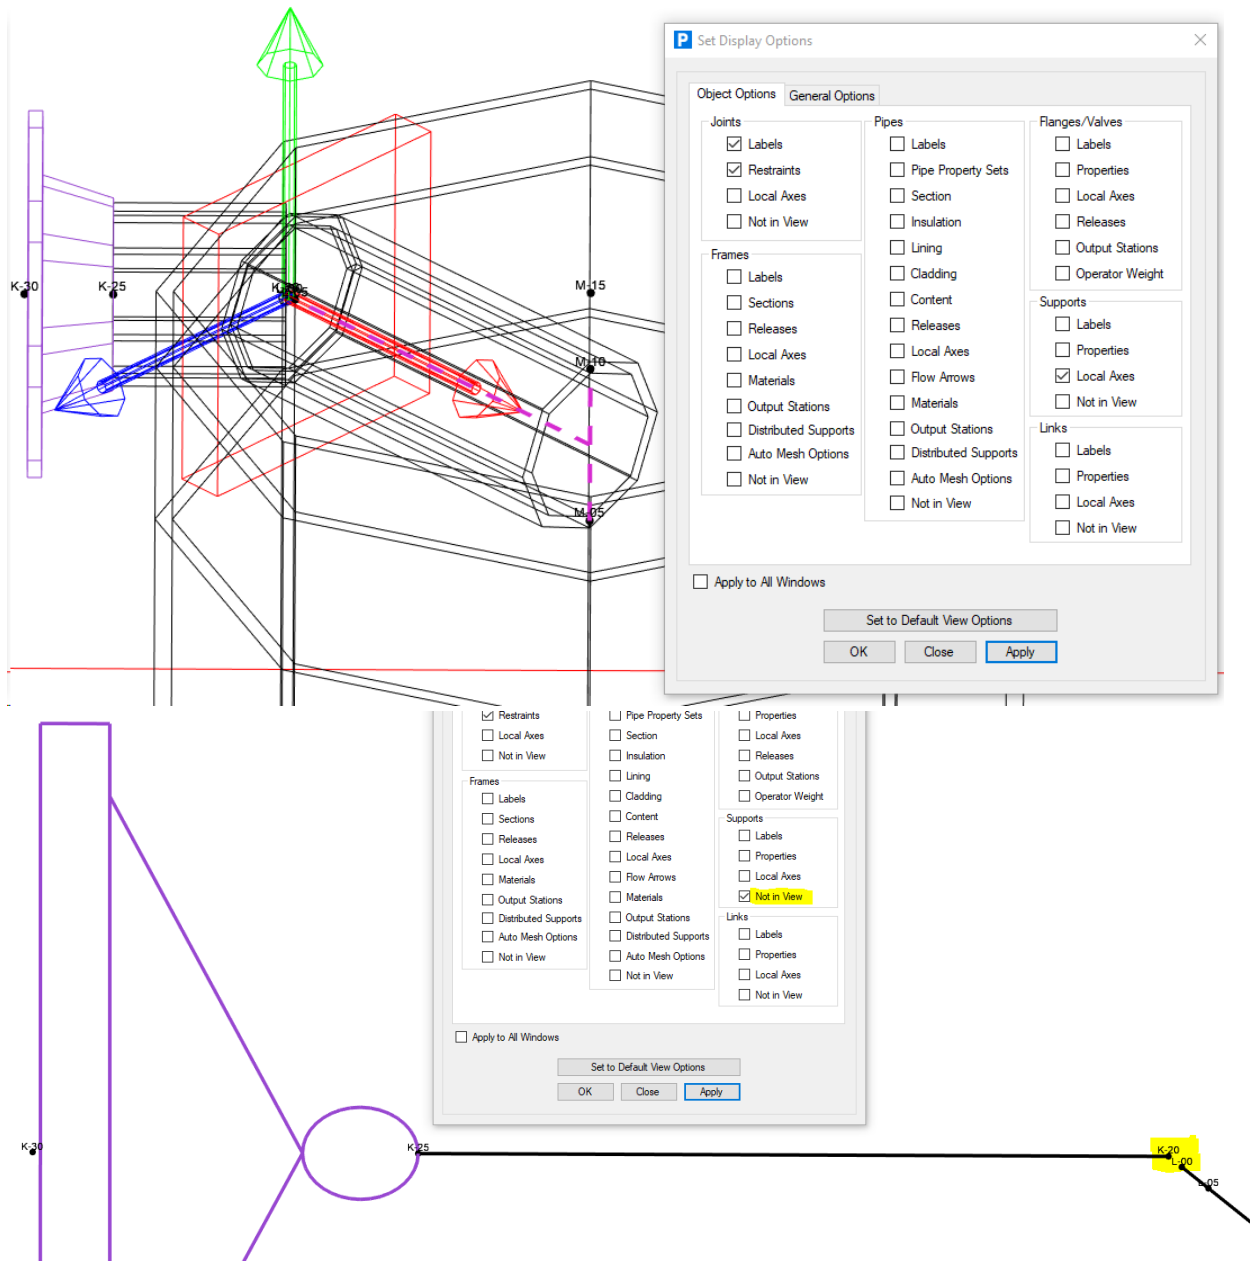 Set Display Options
Object Options
General Options
Joints
Labels
Restraints
Local Axes
Not in View
Frames
Labels
Sections
Releases
Local Axes
Materials
Output Stations
Distributed Supports
Auto Mesh Options
Not in View
Pipes
Labels
Pipe Property Sets
Section
Insulation
Lining
Cladding
Content
Releases
Local Axes
Flow Arrows
Materials
Output Stations
Distributed Supports
Auto Mesh Options
Not in View
Flanges/Valves
Labels
Properties
Local Axes
Releases
Output Stations
Operator Weight
Supports
Labels
Properties
Local Axes
Not in View
Links
Labels
Properties
Local Axes
Not in View
Apply to All Windows
Set to Default View Options
OK
Close
Apply
K-30
K-25
M-15
M-10
M-05
Restraints
Local Axes
Not in View
Frames
Labels
Sections
Releases
Local Axes
Materials
Output Stations
Distributed Supports
Auto Mesh Options
Not in View
Pipe Property Sets
Section
Insulation
Lining
Cladding
Content
Releases
Local Axes
Flow Arrows
Materials
Output Stations
Distributed Supports
Auto Mesh Options
Not in View
Properties
Local Axes
Releases
Output Stations
Operator Weight
Supports
Labels
Properties
Local Axes
Not in View
Links
Labels
Properties
Local Axes
Not in View
Apply to All Windows
Set to Default View Options
OK
Close
Apply
K-30
K-25
K-20
L-00
L-05